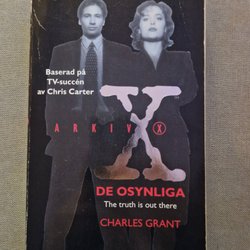 Baserad på
TV-succén
av Chris Carter
ARKIV X
X
DE OSYNLIGA
The truth is out there
CHARLES GRANT